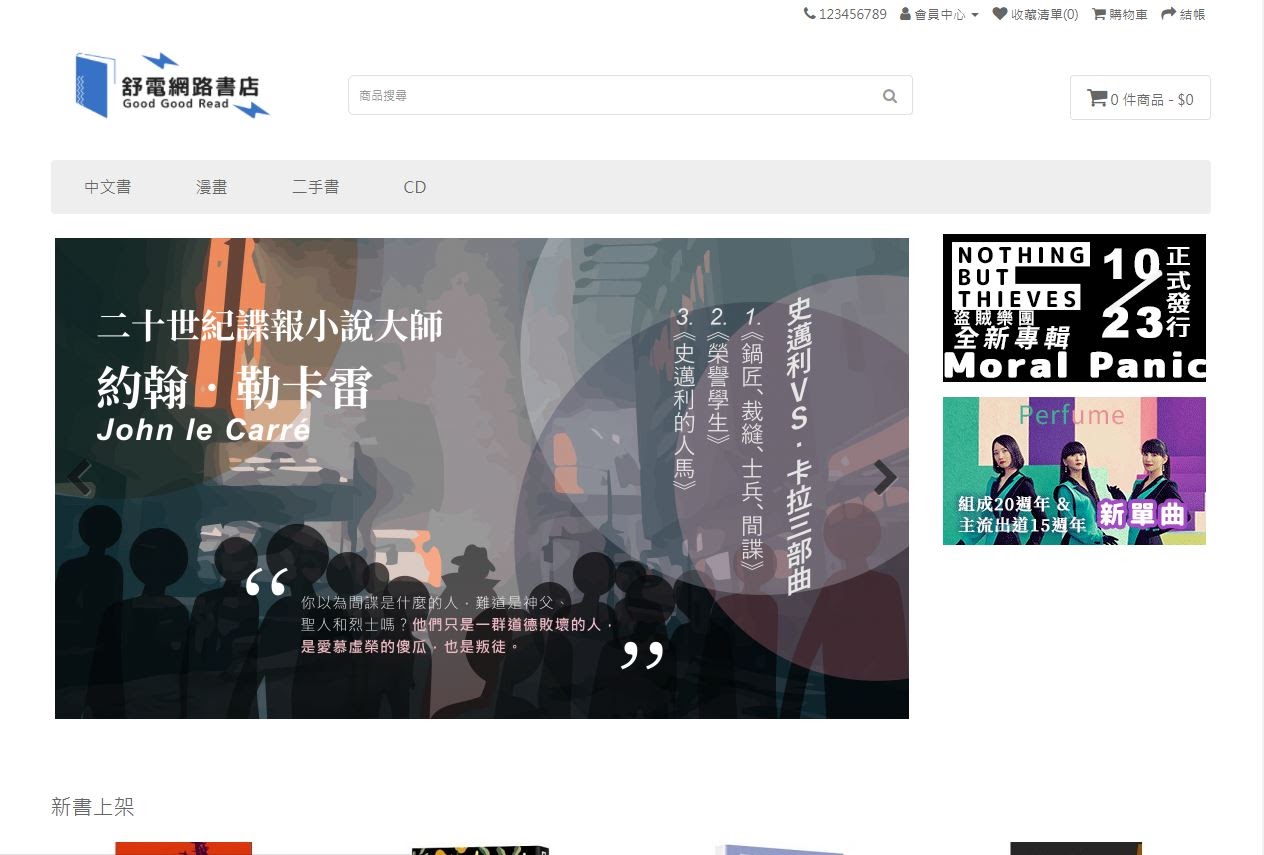 123456789 會員中心 收藏清單(0) 購物車 結帳
舒電網路書店
Good Good Read
商品搜尋
0 件商品 - $0
中文書 漫畫 二手書 CD
二十世紀諜報小說大師
約翰・勒卡雷
John le Carré
史邁利VS・卡拉三部曲
1.《鍋匠、裁縫、士兵、間諜》
2.《榮譽學生》
3.《史邁利的人馬》
“
你以為間諜是什麼的人，難道是神父、
聖人和烈士嗎？他們只是一群道德敗壞的人，
是愛慕虛榮的傻瓜，也是叛徒。
”
NOTHING
BUT
THIEVES
盜賊樂團
全新專輯
10/23
正式發行
Moral Panic
Perfume
組成20週年 &
主流出道15週年
新單曲
新書上架